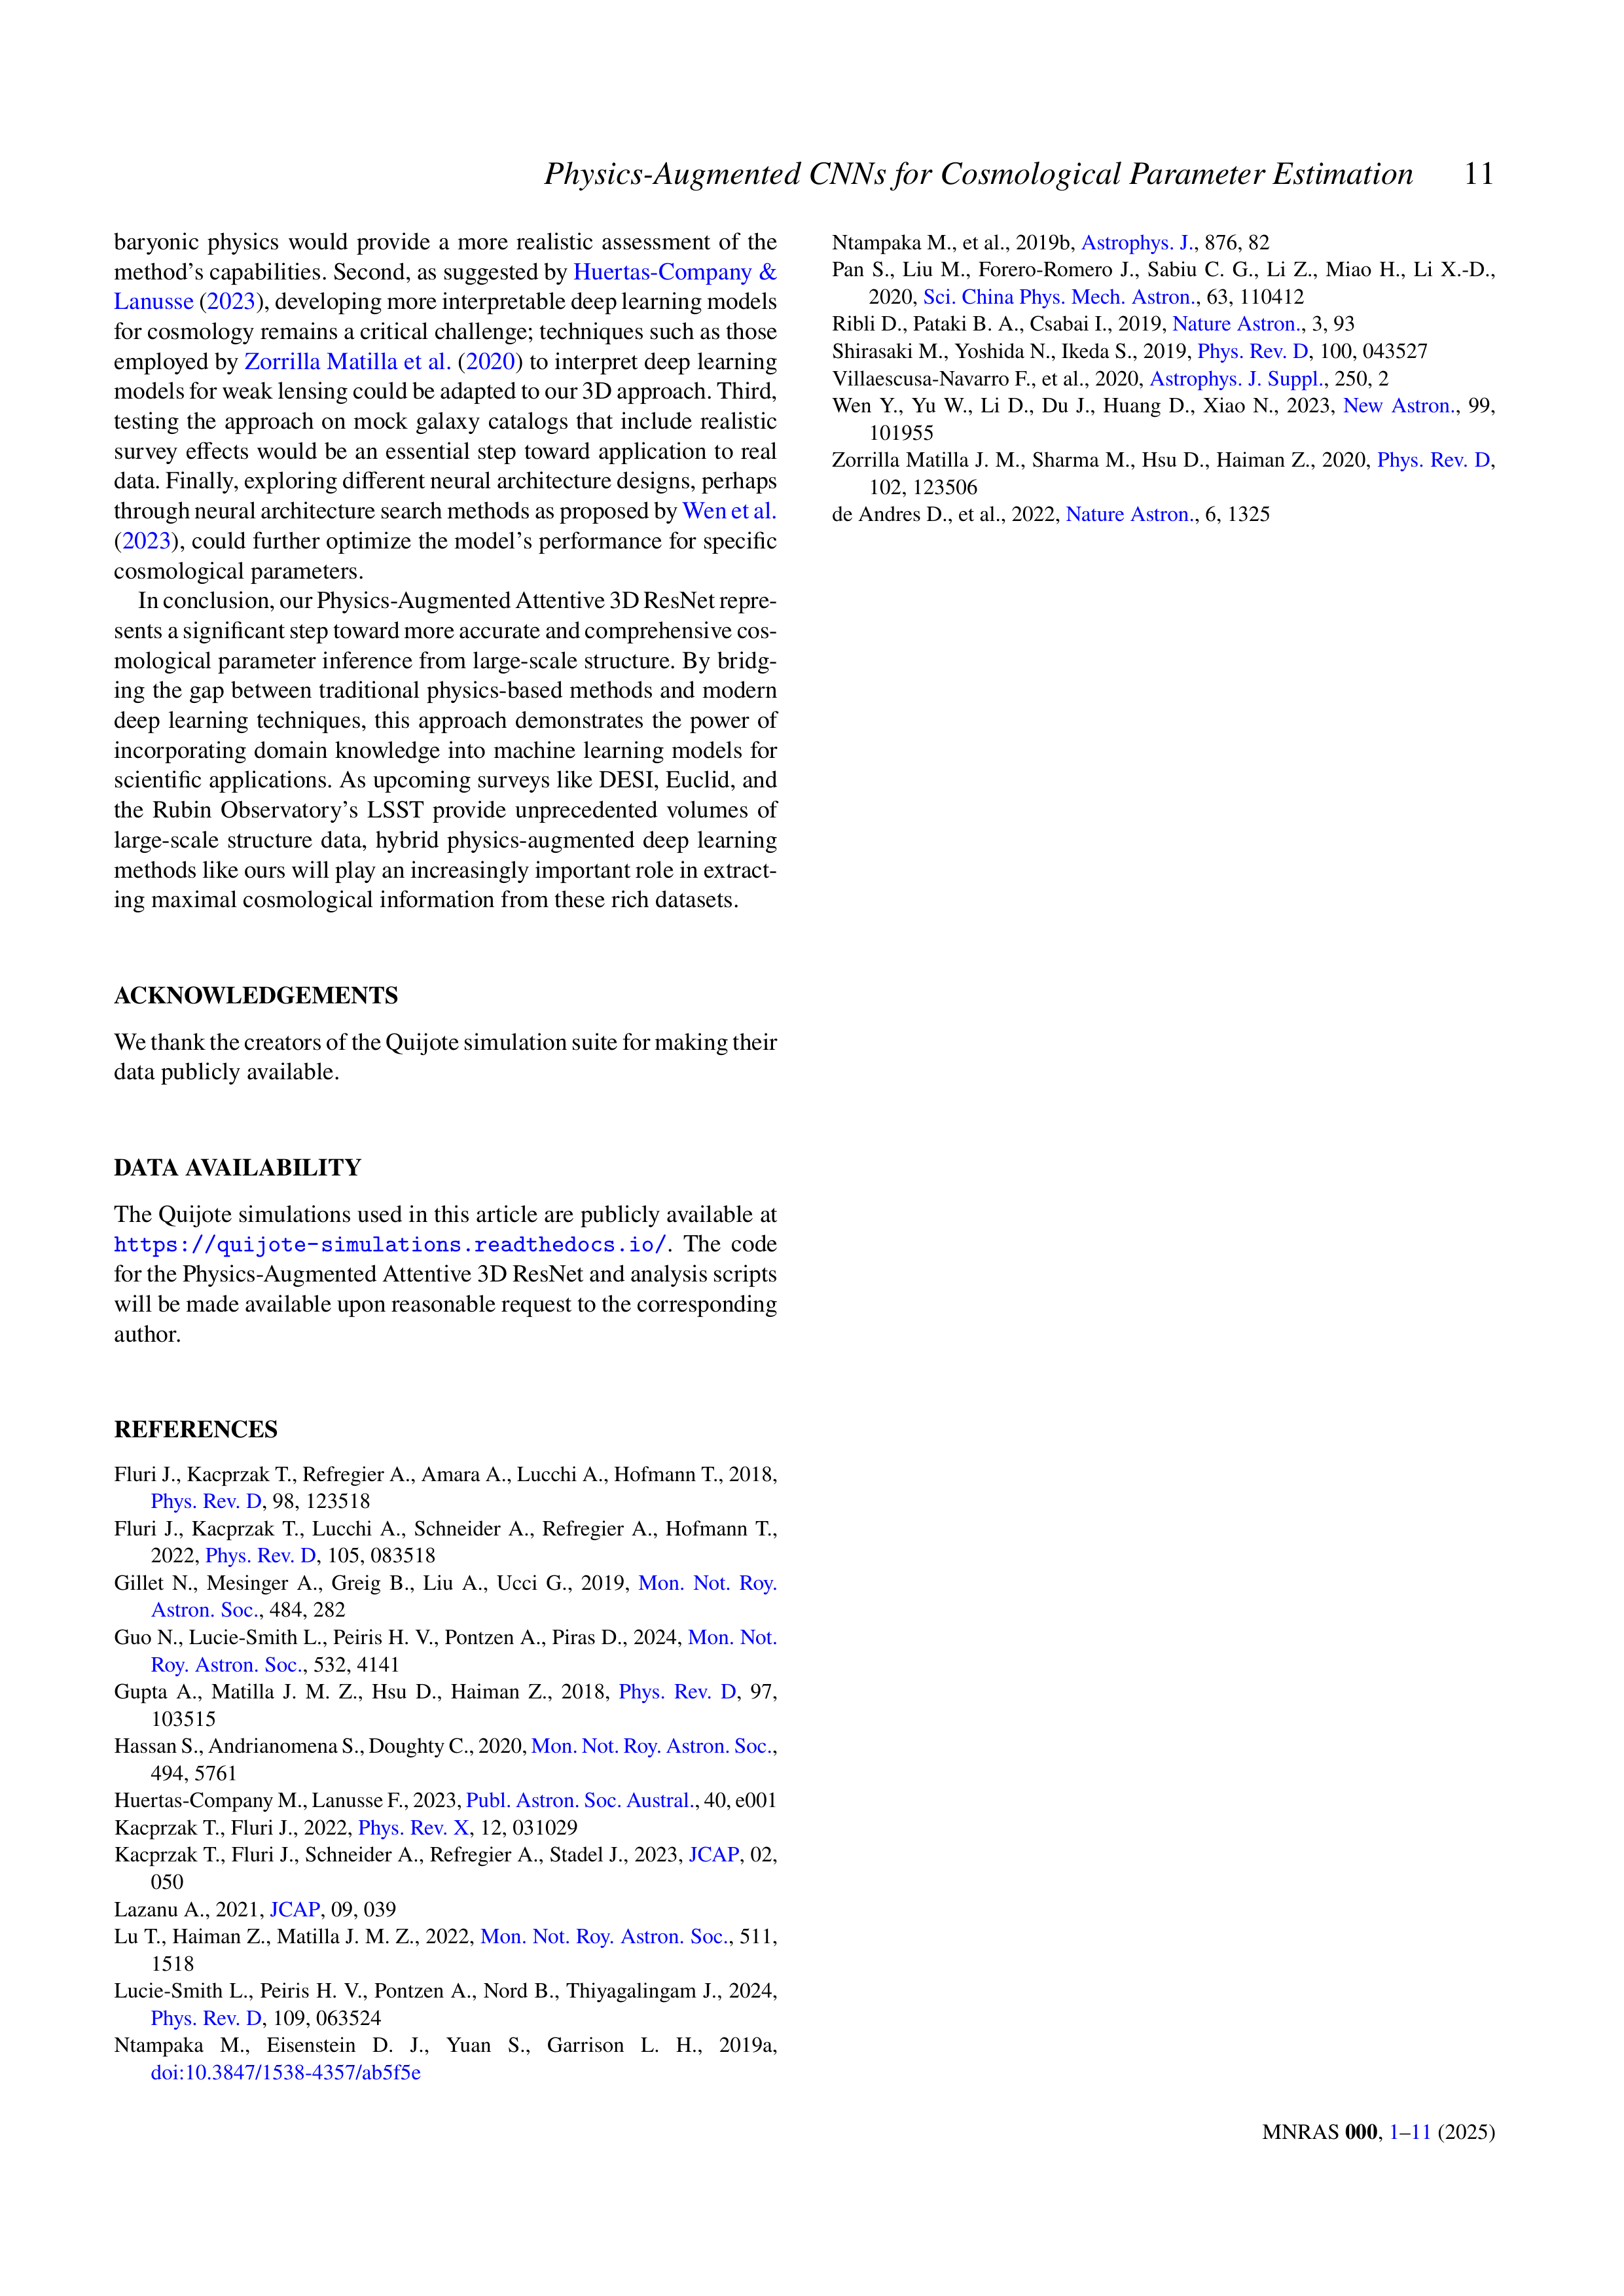 Physics-Augmented CNNs for Cosmological Parameter Estimation 11
baryonic physics would provide a more realistic assessment of the
method's capabilities. Second, as suggested by Huertas-Company &
Lanusse (2023), developing more interpretable deep learning models
for cosmology remains a critical challenge; techniques such as those
employed by Zorrilla Matilla et al. (2020) to interpret deep learning
models for weak lensing could be adapted to our 3D approach. Third,
testing the approach on mock galaxy catalogs that include realistic
survey effects would be an essential step toward application to real
data. Finally, exploring different neural architecture designs, perhaps
through neural architecture search methods as proposed by Wen et al.
(2023), could further optimize the model's performance for specific
cosmological parameters.
In conclusion, our Physics-Augmented Attentive 3D ResNet repre-
sents a significant step toward more accurate and comprehensive cos-
mological parameter inference from large-scale structure. By bridg-
ing the gap between traditional physics-based methods and modern
deep learning techniques, this approach demonstrates the power of
incorporating domain knowledge into machine learning models for
scientific applications. As upcoming surveys like DESI, Euclid, and
the Rubin Observatory's LSST provide unprecedented volumes of
large-scale structure data, hybrid physics-augmented deep learning
methods like ours will play an increasingly important role in extract-
ing maximal cosmological information from these rich datasets.
ACKNOWLEDGEMENTS
We thank the creators of the Quijote simulation suite for making their
data publicly available.
DATA AVAILABILITY
The Quijote simulations used in this article are publicly available at
https://quijote-simulations.readthedocs.io/. The code
for the Physics-Augmented Attentive 3D ResNet and analysis scripts
will be made available upon reasonable request to the corresponding
author.
REFERENCES
Fluri J., Kacprzak T., Refregier A., Amara A., Lucchi A., Hofmann T., 2018,
Phys. Rev. D, 98, 123518
Fluri J., Kacprzak T., Lucchi A., Schneider A., Refregier A., Hofmann T.,
2022, Phys. Rev. D, 105, 083518
Gillet N., Mesinger A., Greig B., Liu A., Ucci G., 2019, Mon. Not. Roy.
Astron. Soc., 484, 282
Guo N., Lucie-Smith L., Peiris H. V., Pontzen A., Piras D., 2024, Mon. Not.
Roy. Astron. Soc., 532, 4141
Gupta A., Matilla J. M. Z., Hsu D., Haiman Z., 2018, Phys. Rev. D, 97,
103515
Hassan S., Andrianomena S., Doughty C., 2020, Mon. Not. Roy. Astron. Soc.,
494, 5761
Huertas-Company M., Lanusse F., 2023, Publ. Astron. Soc. Austral., 40, e001
Kacprzak T., Fluri J., 2022, Phys. Rev. X, 12, 031029
Kacprzak T., Fluri J., Schneider A., Refregier A., Stadel J., 2023, JCAP, 02,
050
Lazanu A., 2021, JCAP, 09, 039
Lu T., Haiman Z., Matilla J. M. Z., 2022, Mon. Not. Roy. Astron. Soc., 511,
1518
Lucie-Smith L., Peiris H. V., Pontzen A., Nord B., Thiyagalingam J., 2024,
Phys. Rev. D, 109, 063524
Ntampaka M., Eisenstein D. J., Yuan S., Garrison L. H., 2019a,
doi:10.3847/1538-4357/ab5f5e
Ntampaka M., et al., 2019b, Astrophys. J., 876, 82
Pan S., Liu M., Forero-Romero J., Sabiu C. G., Li Z., Miao H., Li X.-D.,
2020, Sci. China Phys. Mech. Astron., 63, 110412
Ribli D., Pataki B. A., Csabai I., 2019, Nature Astron., 3, 93
Shirasaki M., Yoshida N., Ikeda S., 2019, Phys. Rev. D, 100, 043527
Villaescusa-Navarro F., et al., 2020, Astrophys. J. Suppl., 250, 2
Wen Y., Yu W., Li D., Du J., Huang D., Xiao N., 2023, New Astron., 99,
101955
Zorrilla Matilla J. M., Sharma M., Hsu D., Haiman Z., 2020, Phys. Rev. D,
102, 123506
de Andres D., et al., 2022, Nature Astron., 6, 1325
MNRAS 000, 1–11 (2025)